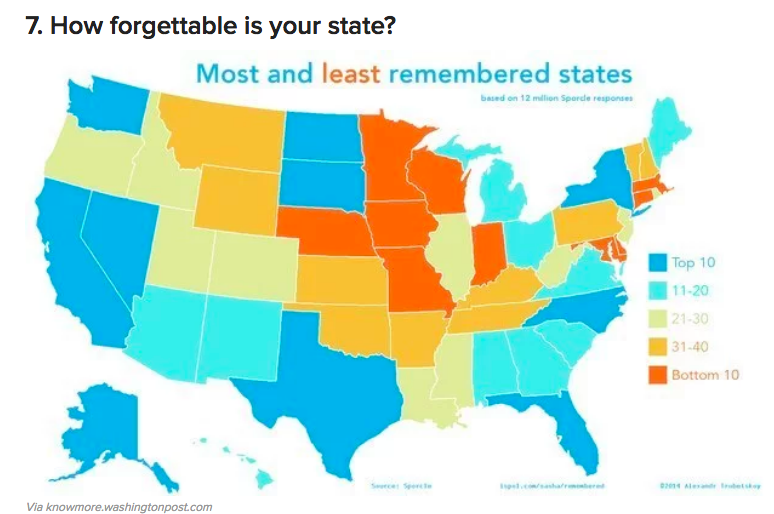 7. How forgettable is your state?
Most and least remembered states
based on 12 million Sporcle responses
Top 10
11-20
21-30
31-40
Bottom 10
Source: Sporcle
©2014 Alexandr Trubetskoy
Via knowmore.washingtonpost.com